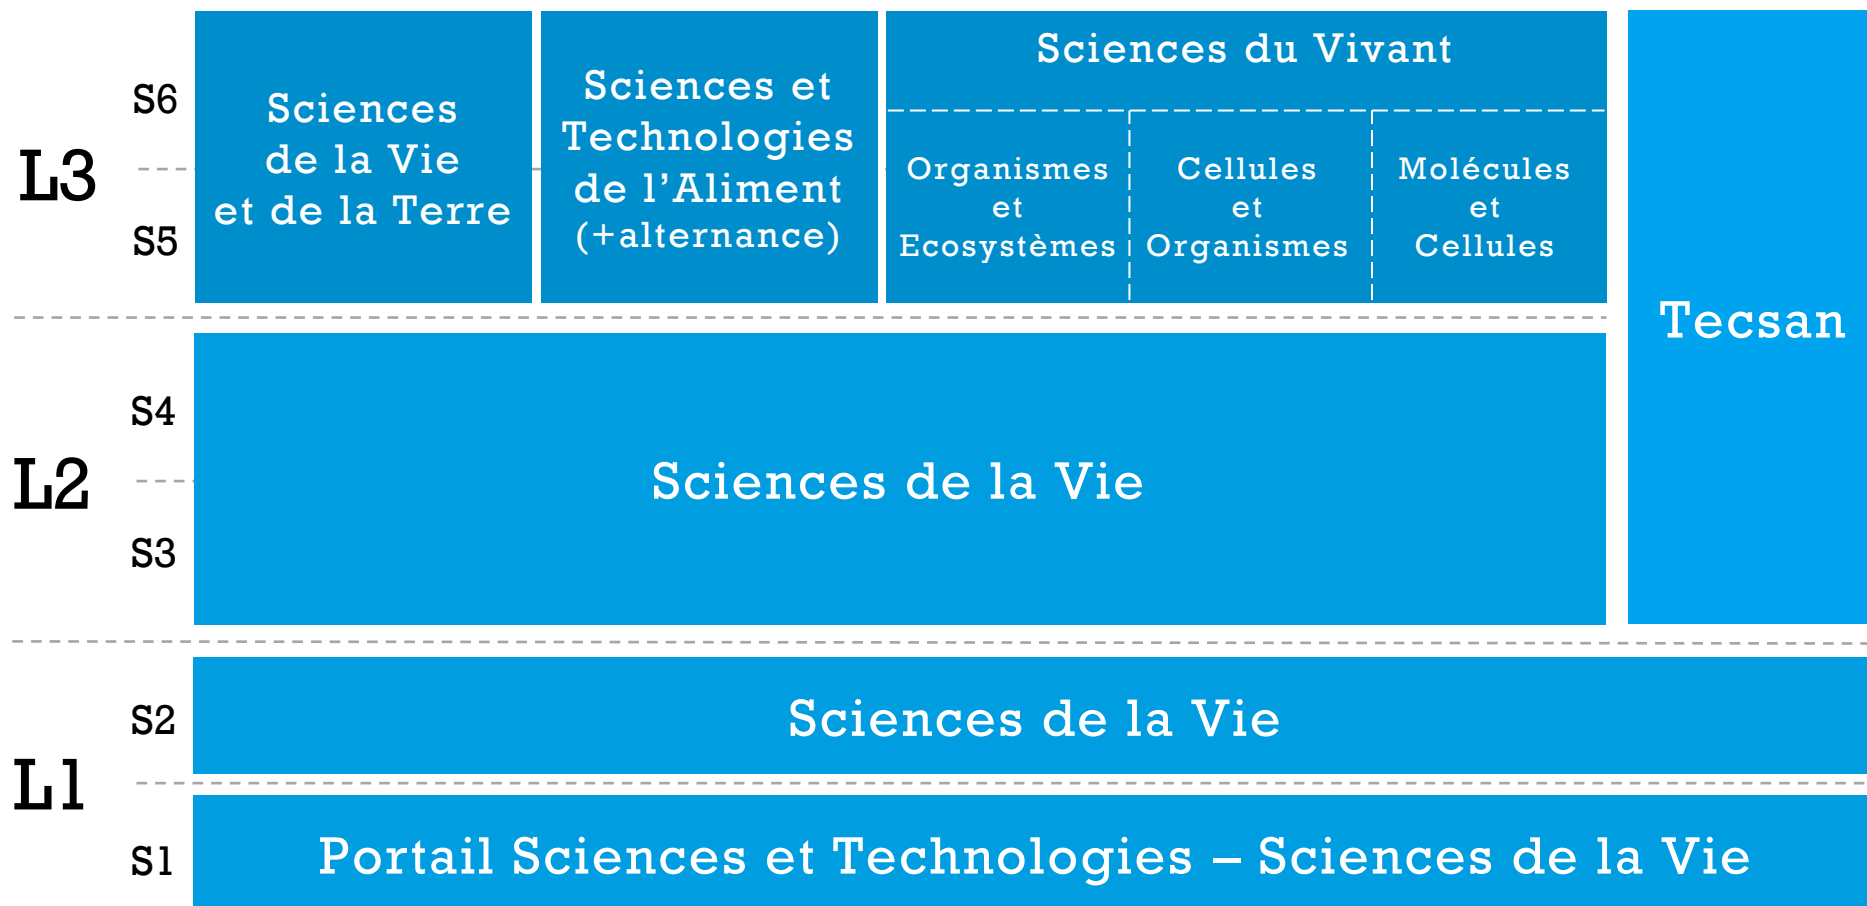 L3
S6
S5
Sciences
de la Vie
et de la Terre
Sciences et
Technologies
de l’Aliment
(+alternance)
Sciences du Vivant
Organismes
et
Ecosystèmes
Cellules
et
Organismes
Molécules
et
Cellules
Tecsan
L2
S4
S3
Sciences de la Vie
L1
S2
Sciences de la Vie
S1
Portail Sciences et Technologies – Sciences de la Vie